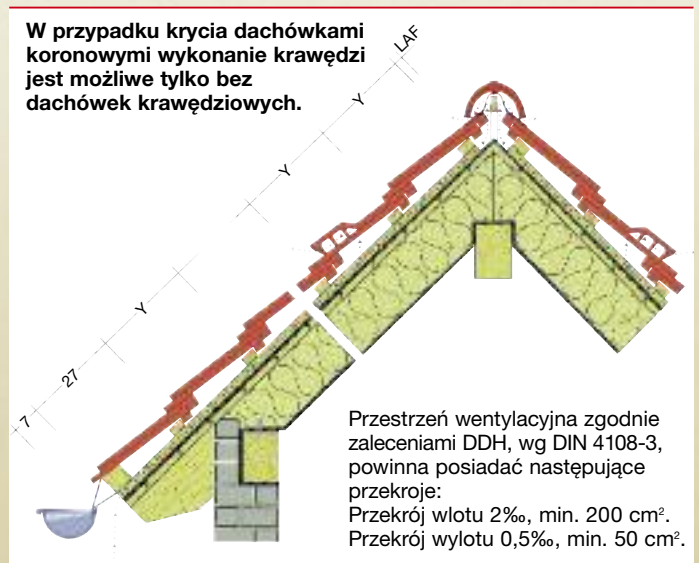 W przypadku krycia dachówkami
koronowymi wykonanie krawędzi
jest możliwe tylko bez
dachówek krawędziowych.
LAF
Y
Y
Y
27
7
Przestrzeń wentylacyjna zgodnie
zaleceniami DDH, wg DIN 4108-3,
powinna posiadać następujące
przekroje:
Przekrój wlotu 2‰, min. 200 cm².
Przekrój wylotu 0,5‰, min. 50 cm².